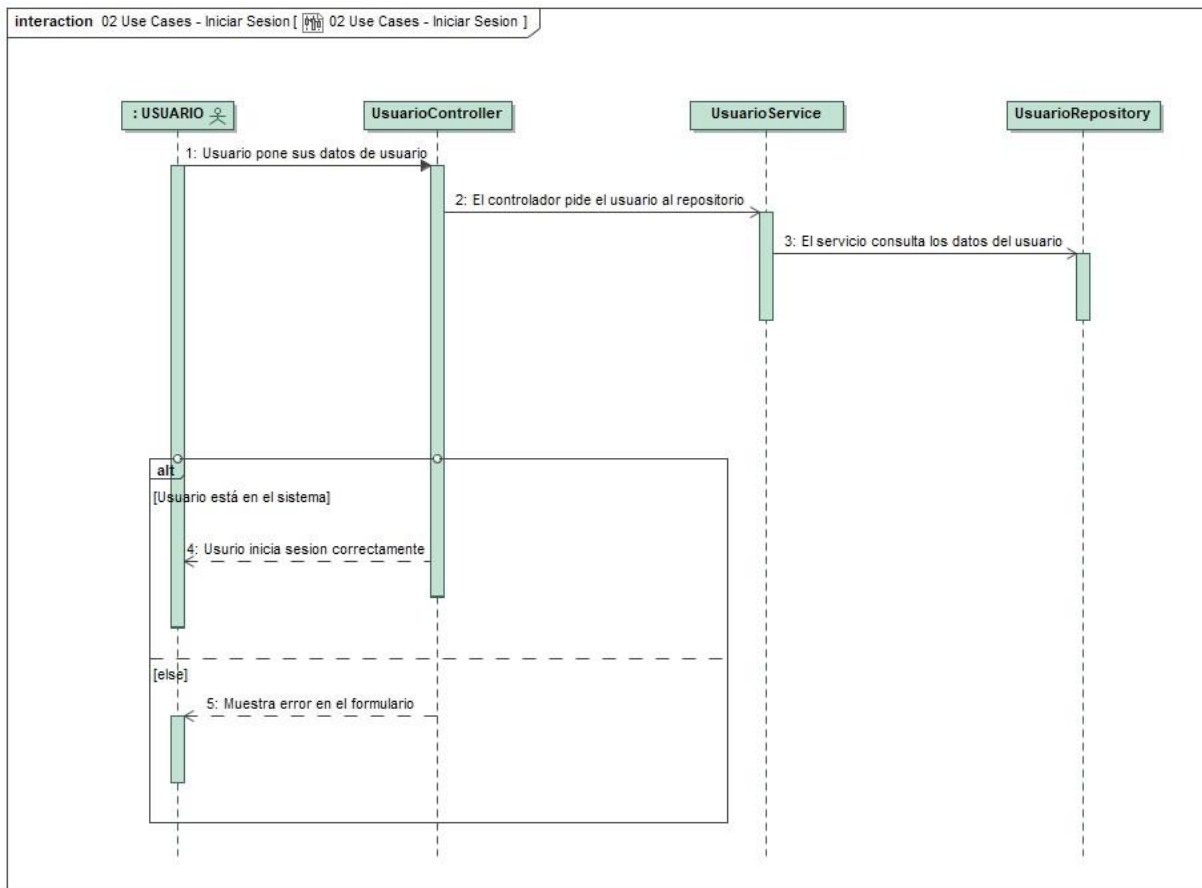 interaction 02 Use Cases - Iniciar Sesion [ 02 Use Cases - Iniciar Sesion ]
: USUARIO
UsuarioController
UsuarioService
UsuarioRepository
1: Usuario pone sus datos de usuario
2: El controlador pide el usuario al repositorio
3: El servicio consulta los datos del usuario
alt
[Usuario está en el sistema]
4: Usurio inicia sesion correctamente
[else]
5: Muestra error en el formulario